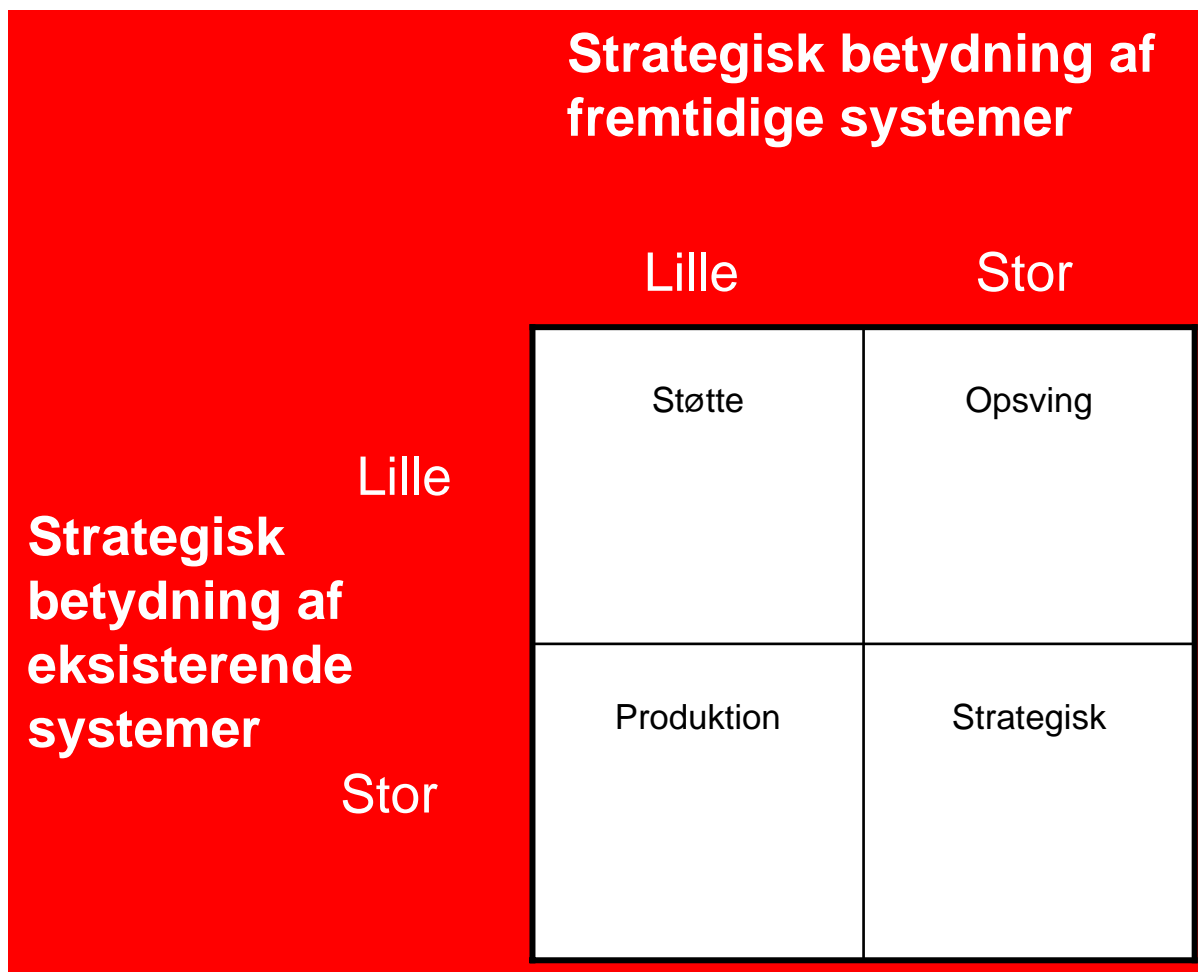 Strategisk betydning af
fremtidige systemer
Lille
Stor
Støtte
Opsving
Lille
Strategisk
betydning af
eksisterende
systemer
Produktion
Strategisk
Stor